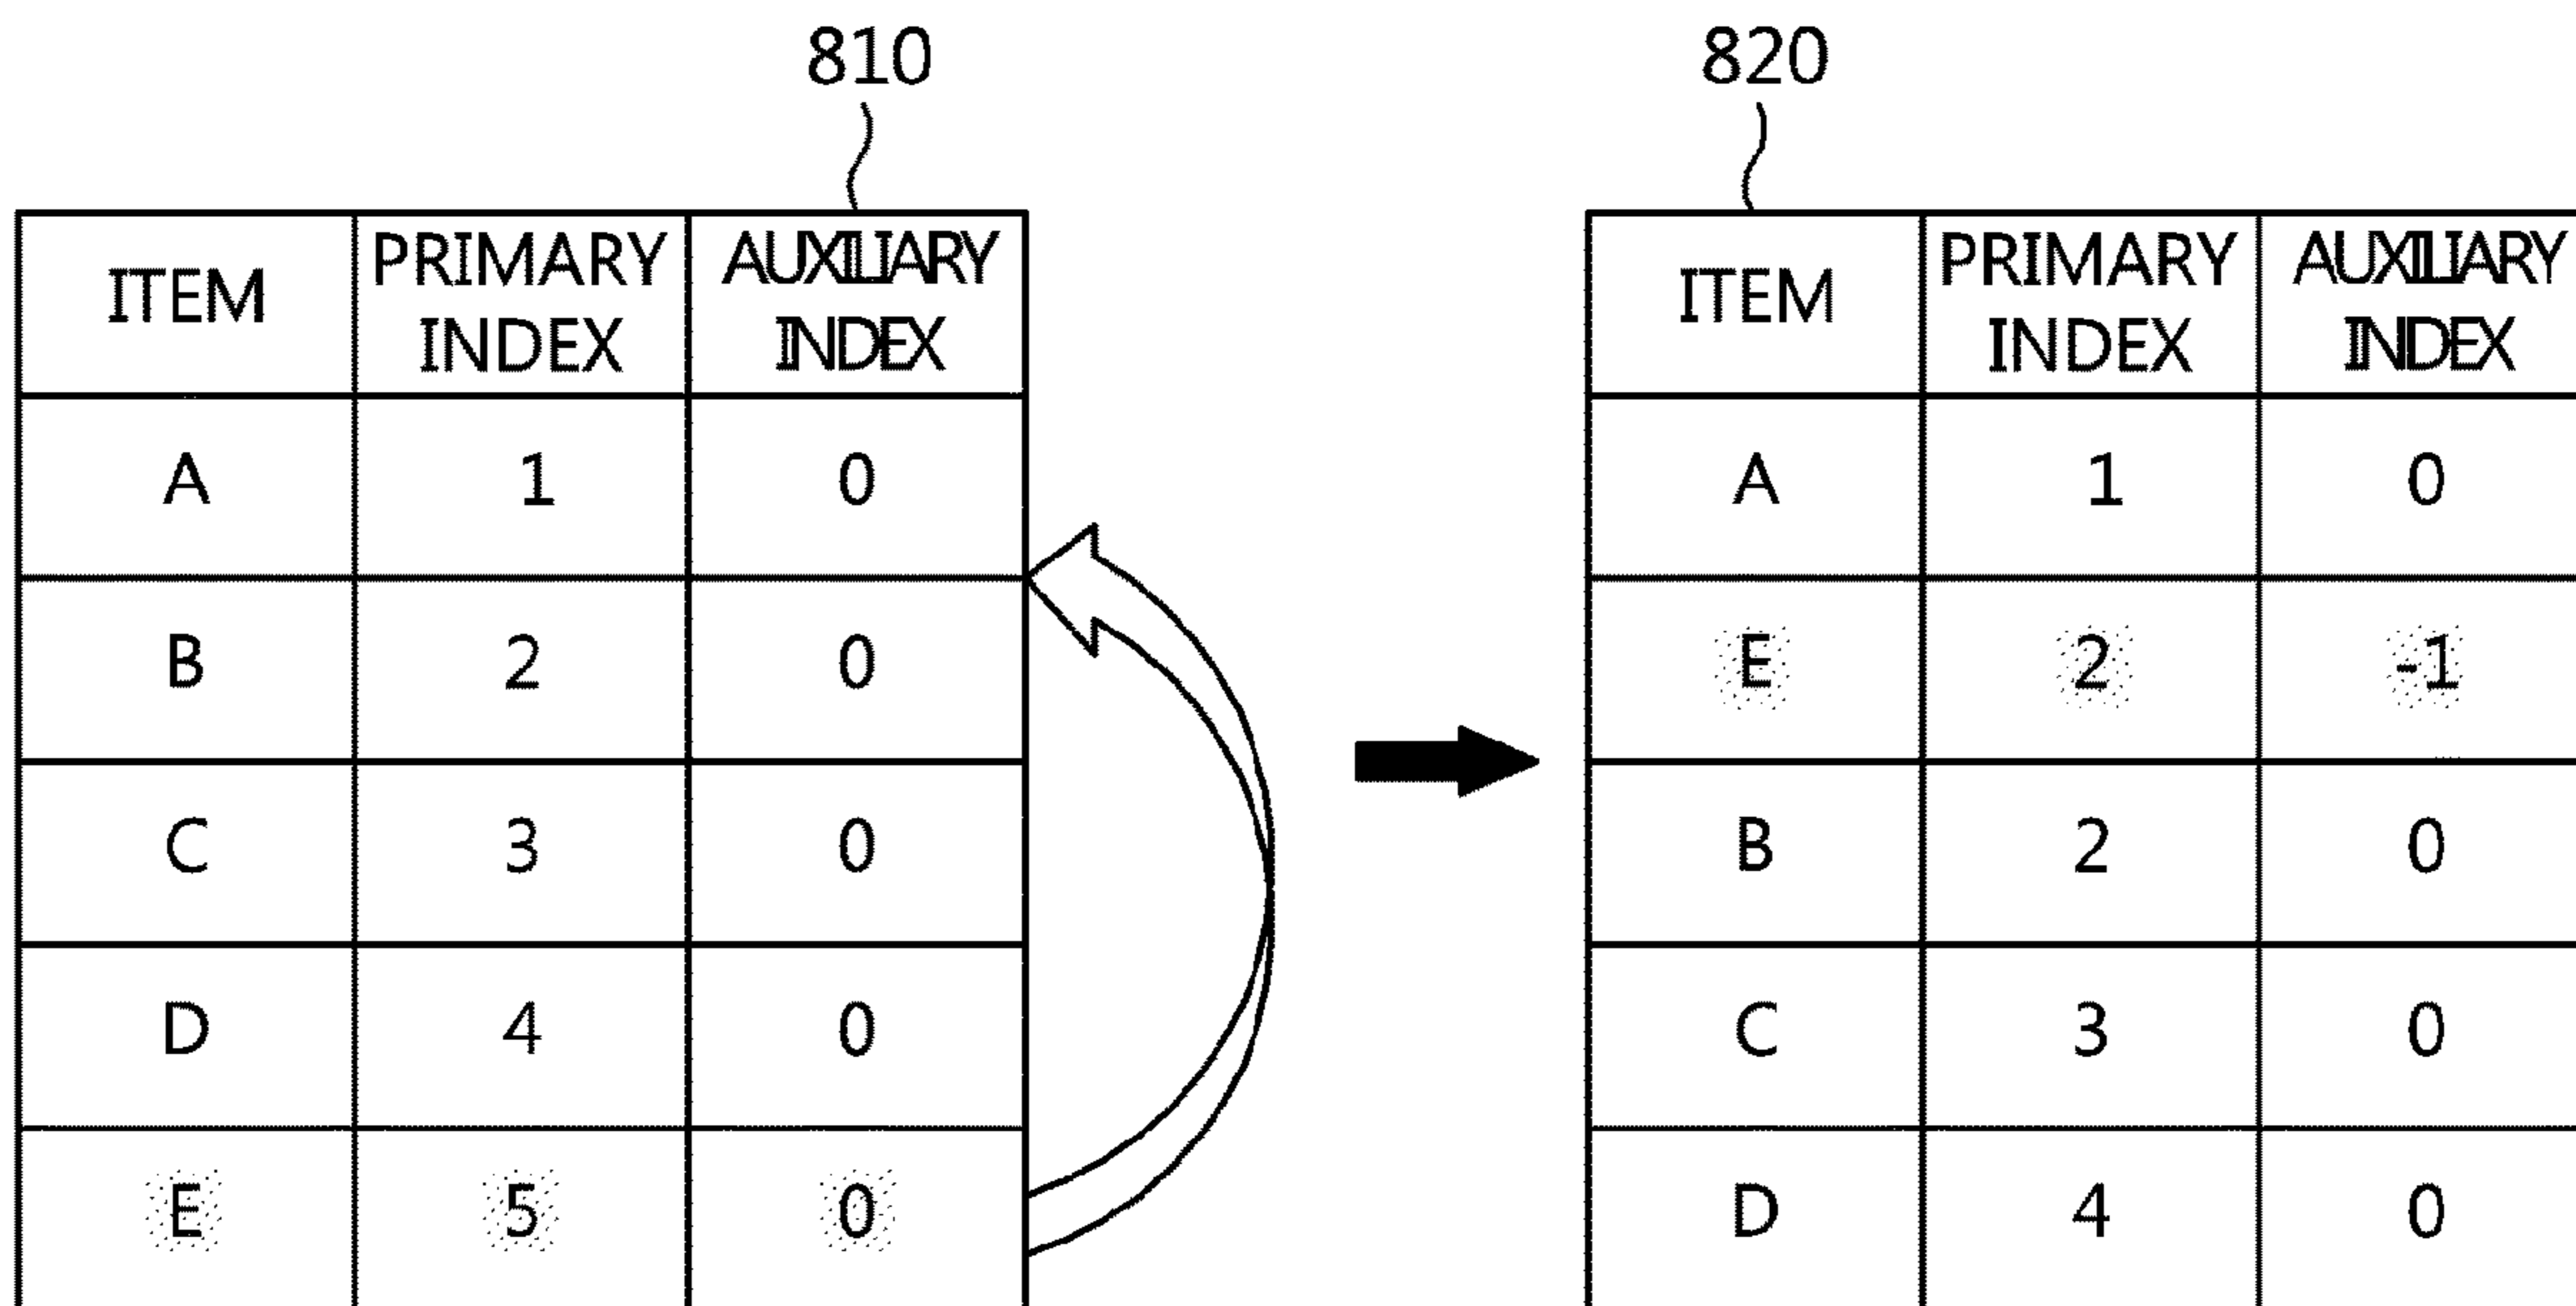 810
820
ITEM PRIMARY INDEX AUXILIARY INDEX
A 1 0
B 2 0
C 3 0
D 4 0
E 5 0
ITEM PRIMARY INDEX AUXILIARY INDEX
A 1 0
E 2 -1
B 2 0
C 3 0
D 4 0